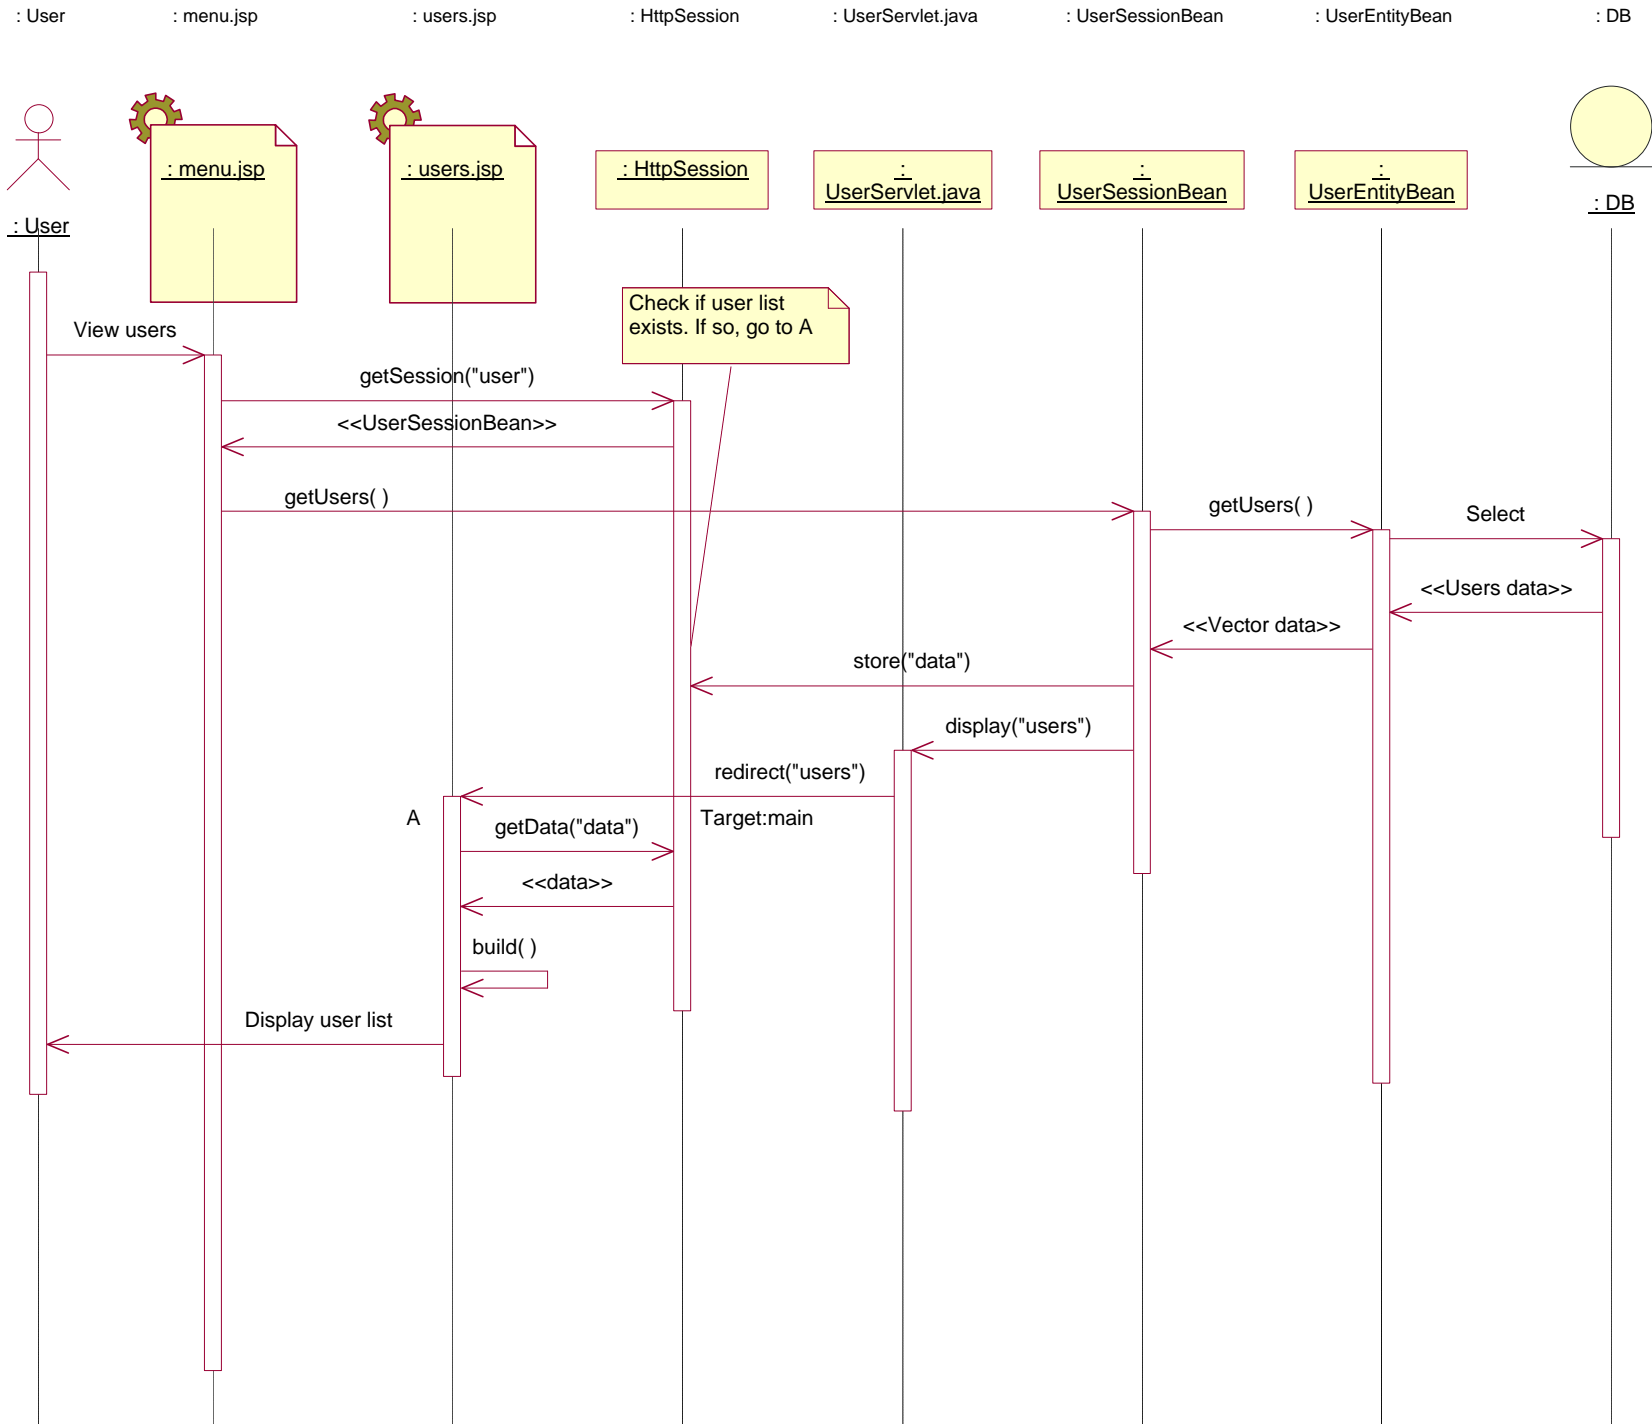 : User
: menu.jsp
: users.jsp
: HttpSession
: UserServlet.java
: UserSessionBean
: UserEntityBean
: DB
: menu.jsp
: users.jsp
: HttpSession
:
UserServlet.java
:
UserSessionBean
:
UserEntityBean
: DB
: User
Check if user list
exists. If so, go to A
View users
getSession("user")
<<UserSessionBean>>
getUsers( )
getUsers( )
Select
<<Users data>>
<<Vector data>>
store("data")
display("users")
redirect("users")
A
Target:main
getData("data")
<<data>>
build( )
Display user list